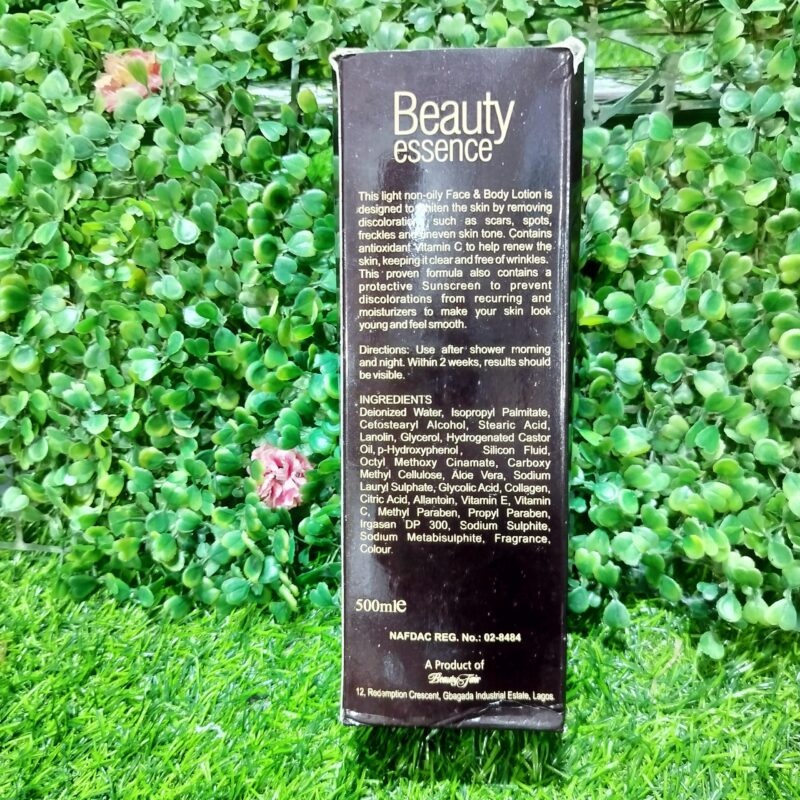 Beauty
essence
This light non-oily Face & Body Lotion is
designed to whiten the skin by removing
discolorations such as scars, spots,
freckles and uneven skin tone. Contains
antioxidant Vitamin C to help renew the
skin, keeping it clear and free of wrinkles.
This proven formula also contains a
protective Sunscreen to prevent
discolorations from recurring and
moisturizers to make your skin look
young and feel smooth.
Directions: Use after shower morning
and night. Within 2 weeks, results should
be visible.
INGREDIENTS
Deionized Water, Isopropyl Palmitate,
Cetostearyl Alcohol, Stearic Acid,
Lanolin, Glycerol, Hydrogenated Castor
Oil, p-Hydroxyphenol, Silicon Fluid,
Octyl Methoxy Cinamate, Carboxy
Methyl Cellulose, Aloe Vera, Sodium
Lauryl Sulphate, Glycolic Acid, Collagen,
Citric Acid, Allantoin, Vitamin E, Vitamin
C, Methyl Paraben, Propyl Paraben,
Irgasan DP 300, Sodium Sulphite,
Sodium Metabisulphite, Fragrance,
Colour.
500ml e
NAFDAC REG. No.: 02-8484
A Product of
Beauty Fair
12, Redemption Crescent, Gbagada Industrial Estate, Lagos.